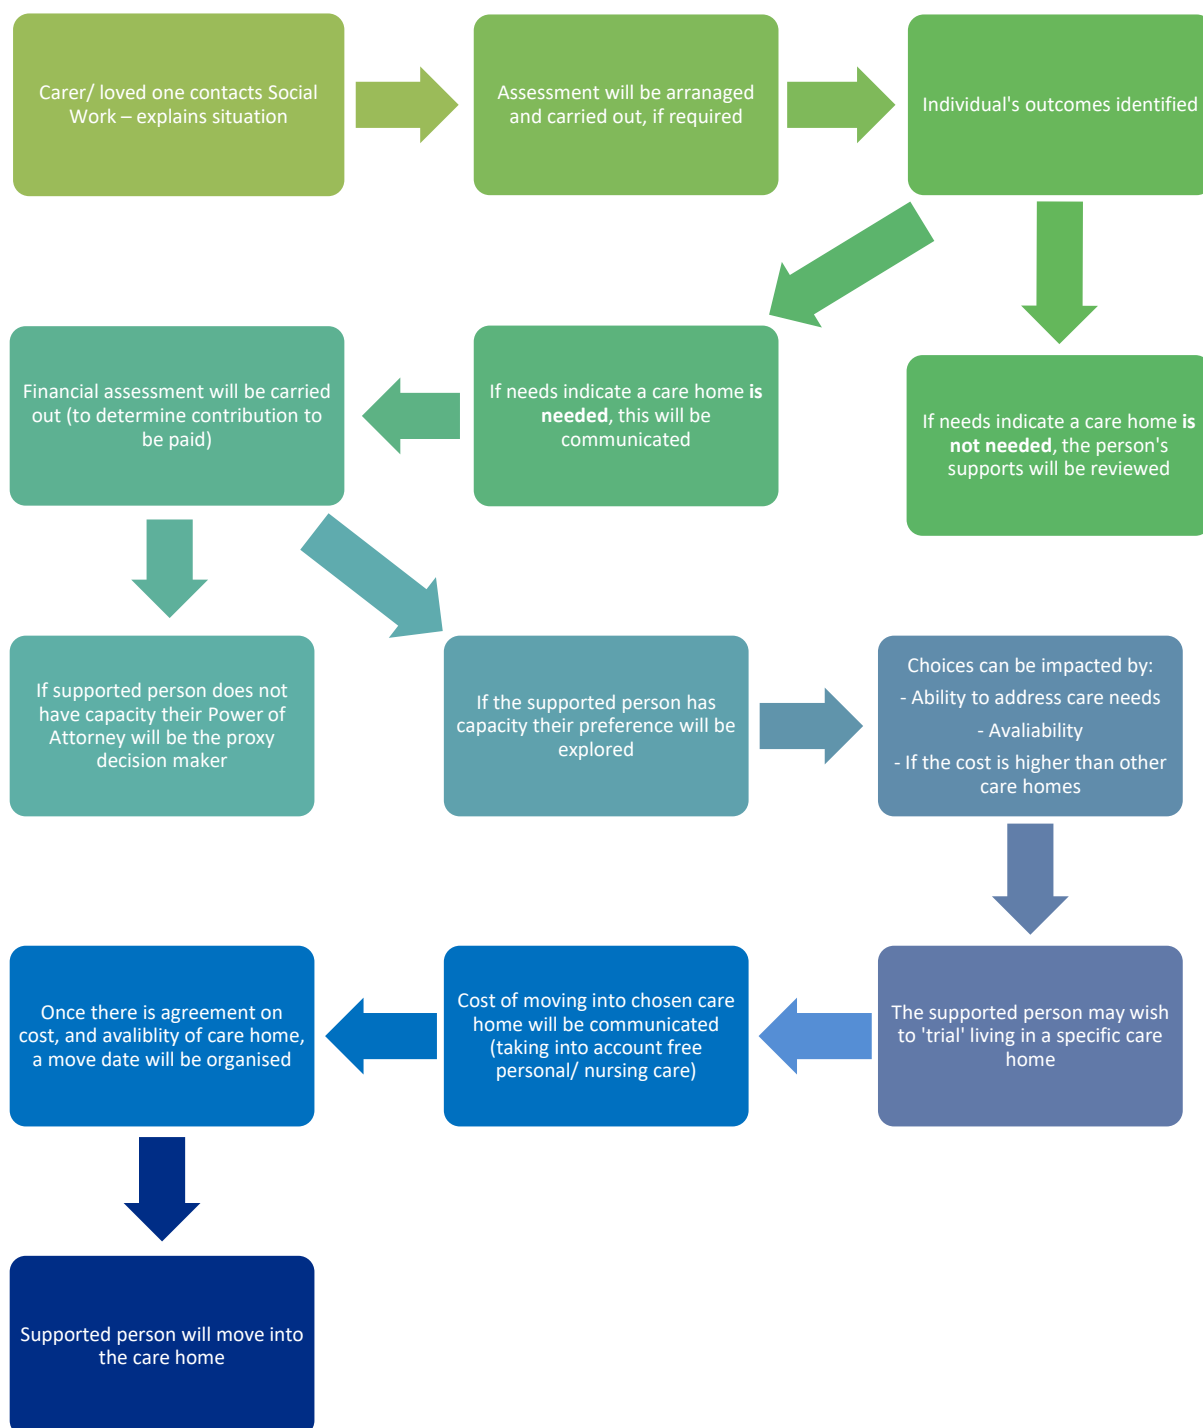 Carer/ loved one contacts Social
Work – explains situation
Assessment will be arranaged
and carried out, if required
Individual's outcomes identified
If needs indicate a care home is
not needed, the person's
supports will be reviewed
If needs indicate a care home is
needed, this will be
communicated
Financial assessment will be carried
out (to determine contribution to
be paid)
If supported person does not
have capacity their Power of
Attorney will be the proxy
decision maker
If the supported person has
capacity their preference will be
explored
Choices can be impacted by:
- Ability to address care needs
- Avaliability
- If the cost is higher than other
care homes
The supported person may wish
to 'trial' living in a specific care
home
Cost of moving into chosen care
home will be communicated
(taking into account free
personal/ nursing care)
Once there is agreement on
cost, and avaliblity of care home,
a move date will be organised
Supported person will move into
the care home